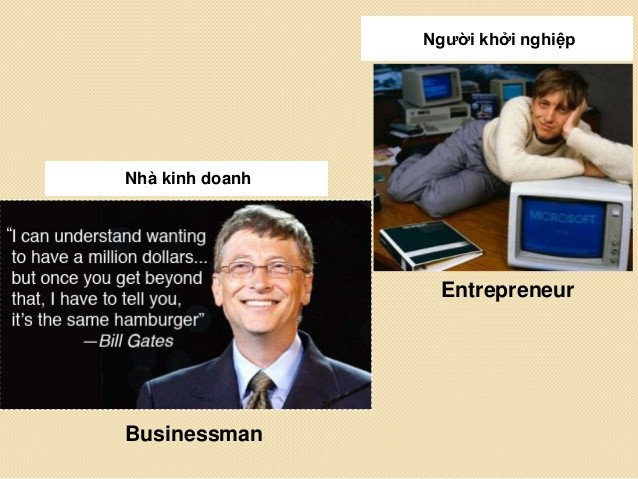 Người khởi nghiệp
MICROSOFT
Nhà kinh doanh
“I can understand wanting
to have a million dollars...
but once you get beyond
that, I have to tell you,
it's the same hamburger”
—Bill Gates
Entrepreneur
Businessman